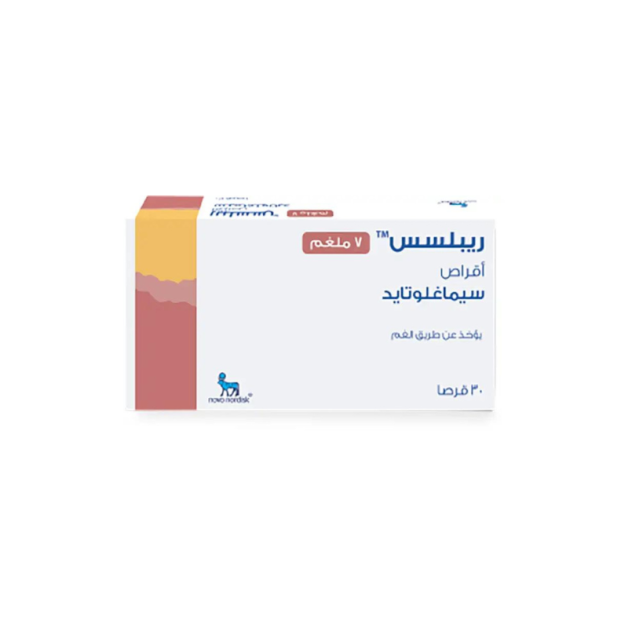 ريبلسس™ ٧ ملغم
أقراص
سيماغلوتايد
يؤخذ عن طريق الفم
٣٠ قرصا
novo nordisk®